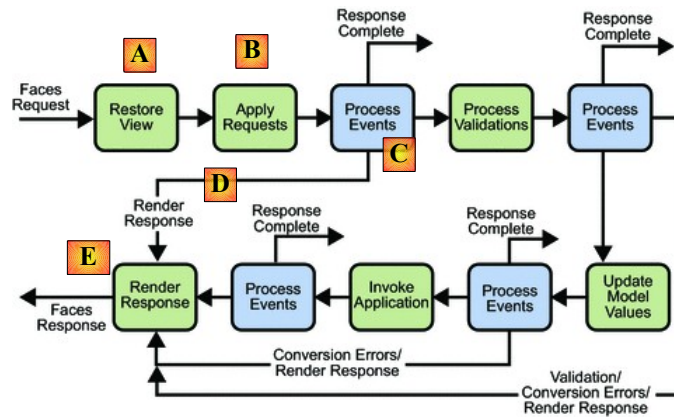 Response
Complete
Response
Complete
A
B
Faces
Request
Restore
View
Apply
Requests
Process
Events
Process
Validations
Process
Events
C
D
Render
Response
Response
Complete
Response
Complete
E
Render
Response
Process
Events
Invoke
Application
Process
Events
Update
Model
Values
Faces
Response
Conversion Errors/
Render Response
Validation/
Conversion Errors/
Render Response